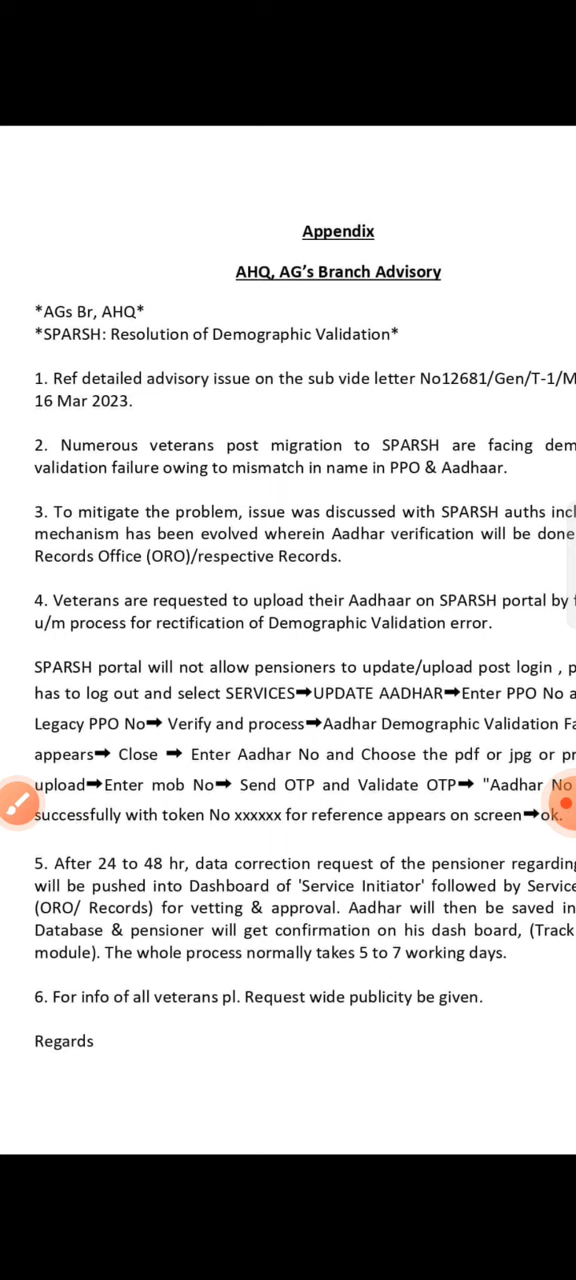 Appendix
AHQ, AG's Branch Advisory
*AGs Br, AHQ*
*SPARSH: Resolution of Demographic Validation*
1. Ref detailed advisory issue on the sub vide letter No12681/Gen/T-1/M
16 Mar 2023.
2. Numerous veterans post migration to SPARSH are facing dem
validation failure owing to mismatch in name in PPO & Aadhaar.
3. To mitigate the problem, issue was discussed with SPARSH auths incl
mechanism has been evolved wherein Aadhar verification will be done
Records Office (ORO)/respective Records.
4. Veterans are requested to upload their Aadhaar on SPARSH portal by f
u/m process for rectification of Demographic Validation error.
SPARSH portal will not allow pensioners to update/upload post login , p
has to log out and select SERVICES➡UPDATE AADHAR➡Enter PPO No a
Legacy PPO No➡ Verify and process➡Aadhar Demographic Validation Fa
appears➡ Close ➡ Enter Aadhar No and Choose the pdf or jpg or pr
upload➡Enter mob No➡ Send OTP and Validate OTP➡ "Aadhar No
successfully with token No xxxxxx for reference appears on screen➡ok.
5. After 24 to 48 hr, data correction request of the pensioner regarding
will be pushed into Dashboard of 'Service Initiator' followed by Service
(ORO/ Records) for vetting & approval. Aadhar will then be saved in
Database & pensioner will get confirmation on his dash board, (Track
module). The whole process normally takes 5 to 7 working days.
6. For info of all veterans pl. Request wide publicity be given.
Regards